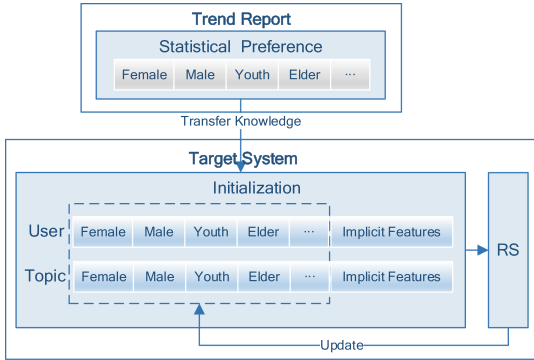 Trend Report
Statistical Preference
Female Male Youth Elder ...
Transfer Knowledge
Target System
Initialization
User Female Male Youth Elder ... Implicit Features
RS
Topic Female Male Youth Elder ... Implicit Features
Update